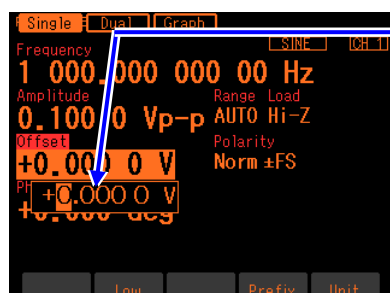 Single Dual Graph
SINE CH 1
Frequency
1 000.000 000 00 Hz
Amplitude Range Load
0.100 0 Vp-p AUTO Hi-Z
Offset Polarity
+0.000 0 V Norm ±FS
+0.000 0 V
deg
Low Prefix Unit